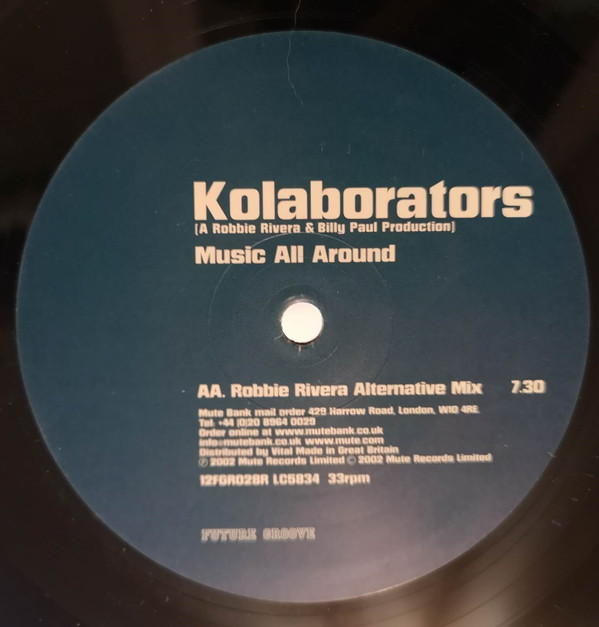 Kolaborators
(A Robbie Rivera & Billy Paul Production)
Music All Around
AA. Robbie Rivera Alternative Mix 7.30
Mute Bank mail order 429 Harrow Road, London, W10 4RE.
Tel. +44 (0)20 8964 0029
Order online at www.mutebank.co.uk
info@mutebank.co.uk www.mute.com
Distributed by Vital Made in Great Britain
℗ 2002 Mute Records Limited © 2002 Mute Records Limited
12FGR028R LC5834 33rpm
FUTURE GROOVE